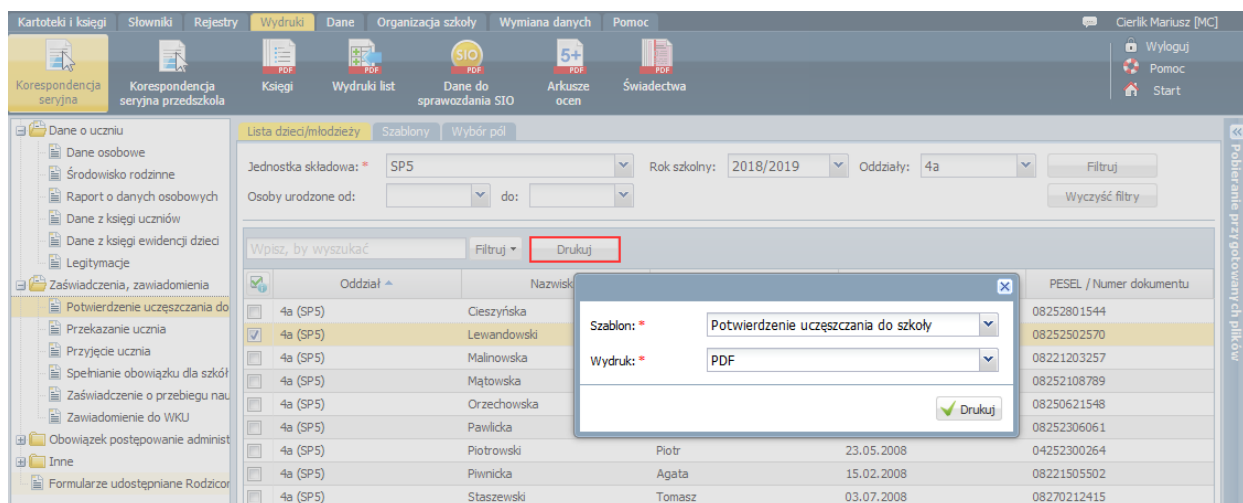 Kartoteki i księgi Słowniki Rejestry Wydruki Dane Organizacja szkoły Wymiana danych Pomoc Cierlik Mariusz [MC]
Korespondencja seryjna
Korespondencja seryjna przedszkola
PDF Księgi
PDF Wydruki list
SIO PDF Dane do sprawozdania SIO
5+ PDF Arkusze ocen
PDF Świadectwa
Wyloguj
Pomoc
Start
Dane o uczniu
Dane osobowe
Środowisko rodzinne
Raport o danych osobowych
Dane z księgi uczniów
Dane z księgi ewidencji dzieci
Legitymacje
Zaświadczenia, zawiadomienia
Potwierdzenie uczęszczania do
Przekazanie ucznia
Przyjęcie ucznia
Spełnianie obowiązku dla szkół
Zaświadczenie o przebiegu nau
Zawiadomienie do WKU
Obowiązek postępowanie administ
Inne
Formularze udostępniane Rodzicor
Lista dzieci/młodzieży Szablony Wybór pól
Jednostka składowa: * SP5 Rok szkolny: 2018/2019 Oddziały: 4a Filtruj
Osoby urodzone od: do: Wyczyść filtry
Wpisz, by wyszukać Filtruj Drukuj
Oddział Nazwisk PESEL / Numer dokumentu
4a (SP5) Cieszyńska 08252801544
4a (SP5) Lewandowski 08252502570
4a (SP5) Malinowska 08221203257
4a (SP5) Mątowska 08252108789
4a (SP5) Orzechowska 08250621548
4a (SP5) Pawlicka 08252306061
4a (SP5) Piotrowski Piotr 23.05.2008 04252300264
4a (SP5) Piwnicka Agata 15.02.2008 08221505502
4a (SP5) Staszewski Tomasz 03.07.2008 08270212415
Szablon: * Potwierdzenie uczęszczania do szkoły
Wydruk: * PDF
Drukuj
Pobieranie przygotowanych plików